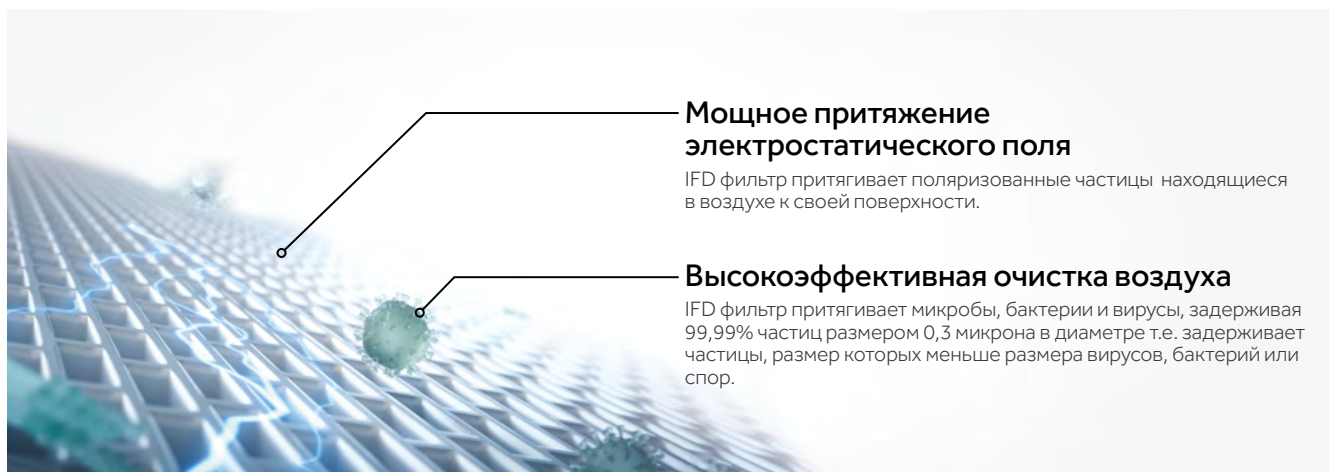 Мощное притяжение
электростатического поля
IFD фильтр притягивает поляризованные частицы  находящиеся
в воздухе к своей поверхности.
Высокоэффективная очистка воздуха
IFD фильтр притягивает микробы, бактерии и вирусы, задерживая
99,99% частиц размером 0,3 микрона в диаметре т.е. задерживает
частицы, размер которых меньше размера вирусов, бактерий или
спор.